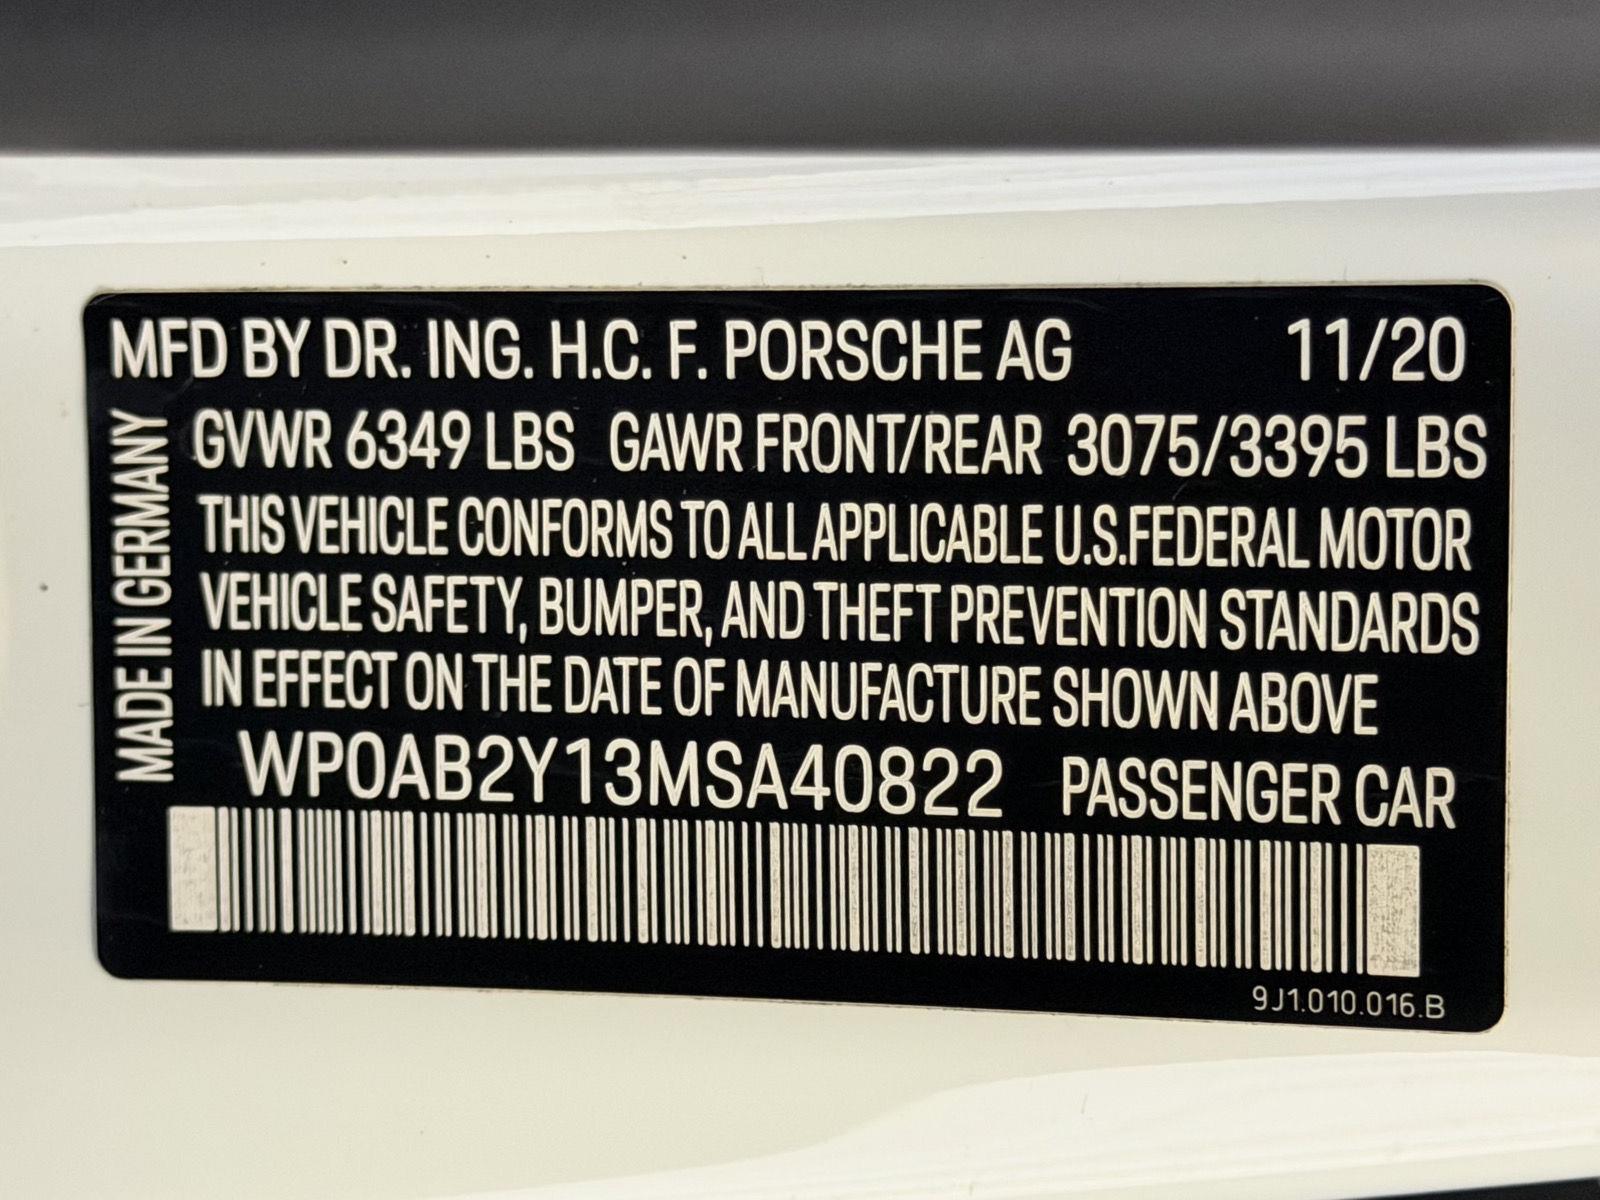 MFD BY DR. ING. H.C. F. PORSCHE AG 11/20
GVWR 6349 LBS GAWR FRONT/REAR 3075/3395 LBS
THIS VEHICLE CONFORMS TO ALL APPLICABLE U.S.FEDERAL MOTOR
VEHICLE SAFETY, BUMPER, AND THEFT PREVENTION STANDARDS
IN EFFECT ON THE DATE OF MANUFACTURE SHOWN ABOVE
WP0AB2Y13MSA40822 PASSENGER CAR
MADE IN GERMANY
9J1.010.016.B